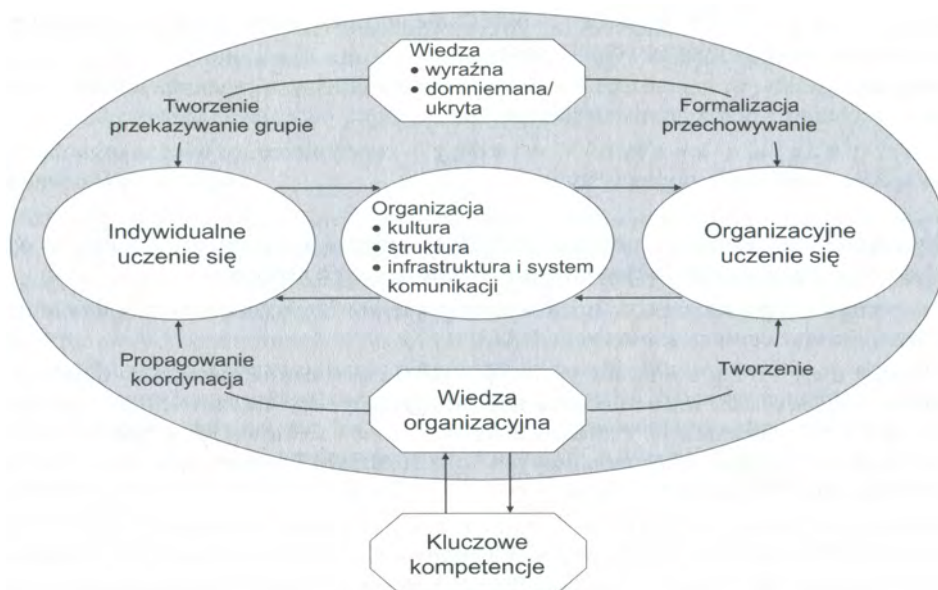 Wiedza
• wyraźna
• domniemana/
ukryta
Tworzenie
przekazywanie grupie
Formalizacja
przechowywanie
Indywidualne
uczenie się
Organizacja
• kultura
• struktura
• infrastruktura i system
komunikacji
Organizacyjne
uczenie się
Propagowanie
koordynacja
Tworzenie
Wiedza
organizacyjna
Kluczowe
kompetencje